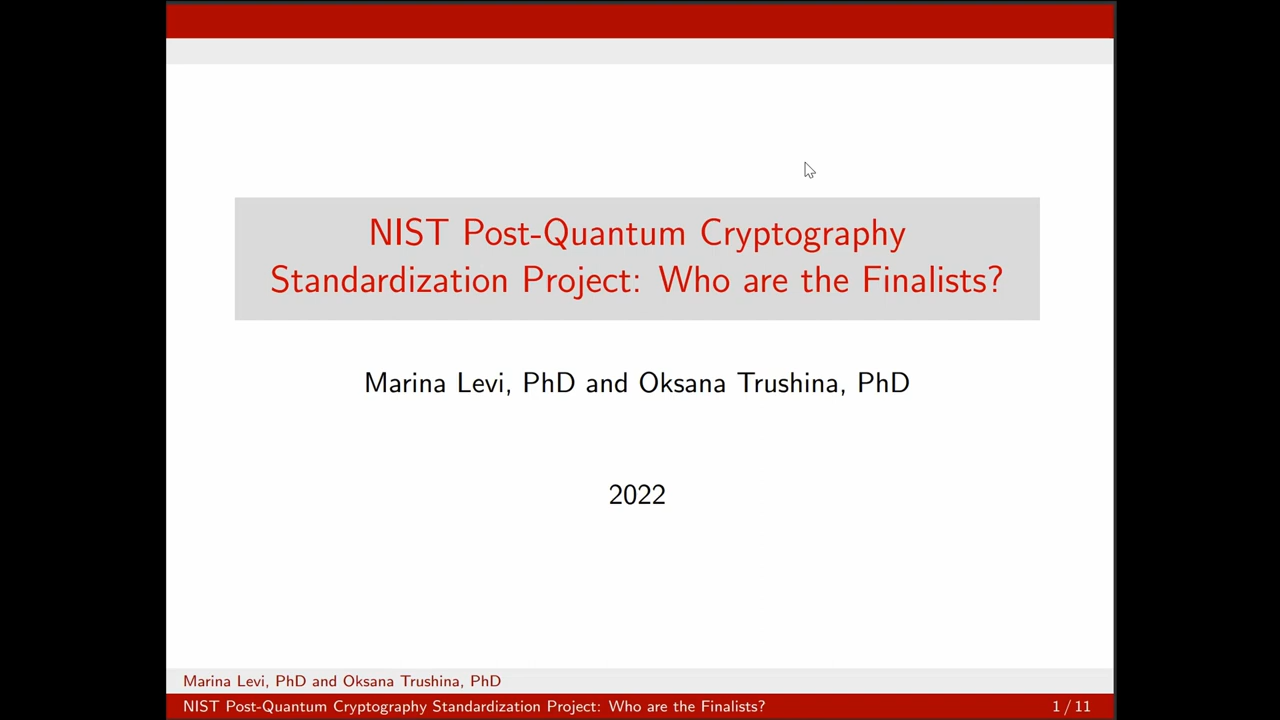 NIST Post-Quantum Cryptography
Standardization Project: Who are the Finalists?
Marina Levi, PhD and Oksana Trushina, PhD
2022
Marina Levi, PhD and Oksana Trushina, PhD
NIST Post-Quantum Cryptography Standardization Project: Who are the Finalists? 1 / 11